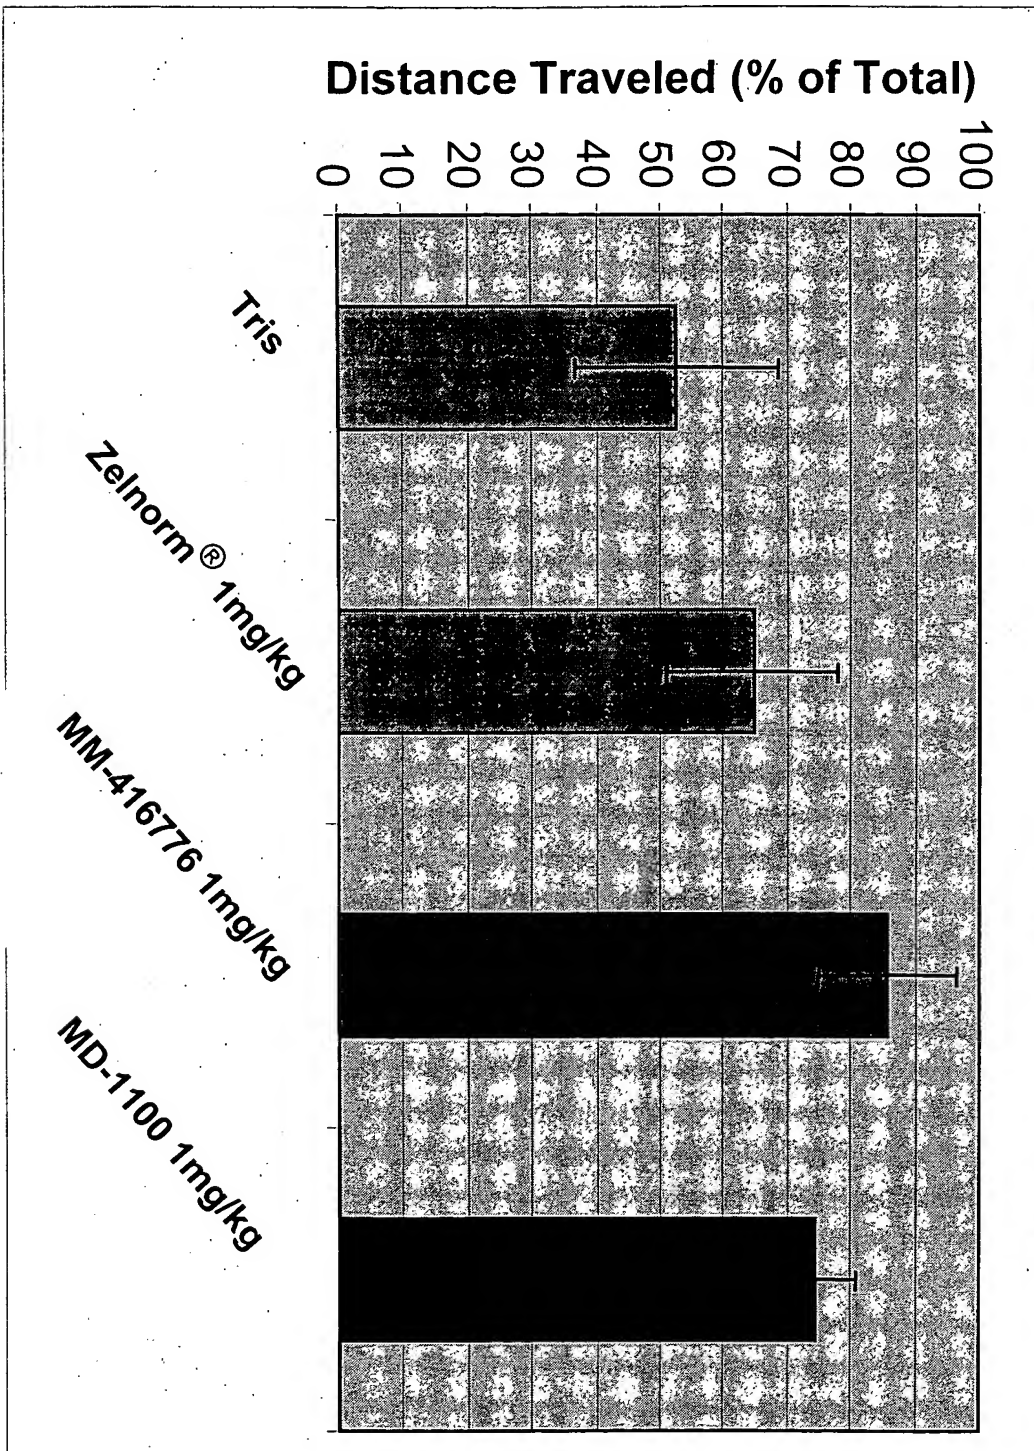 Distance Traveled (% of Total)
100
90
80
70
60
50
40
30
20
10
0
Tris
Zelnorm® 1mg/kg
MM-416776 1mg/kg
MD-1100 1mg/kg